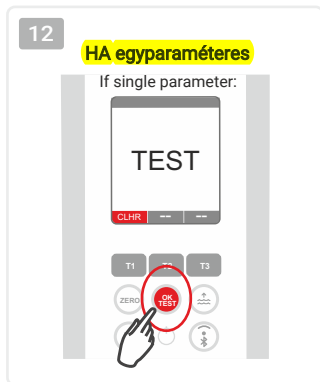 12
HA egyparaméteres
If single parameter:
TEST
CLHR -- --
T1 T2 T3
ZERO OK TEST